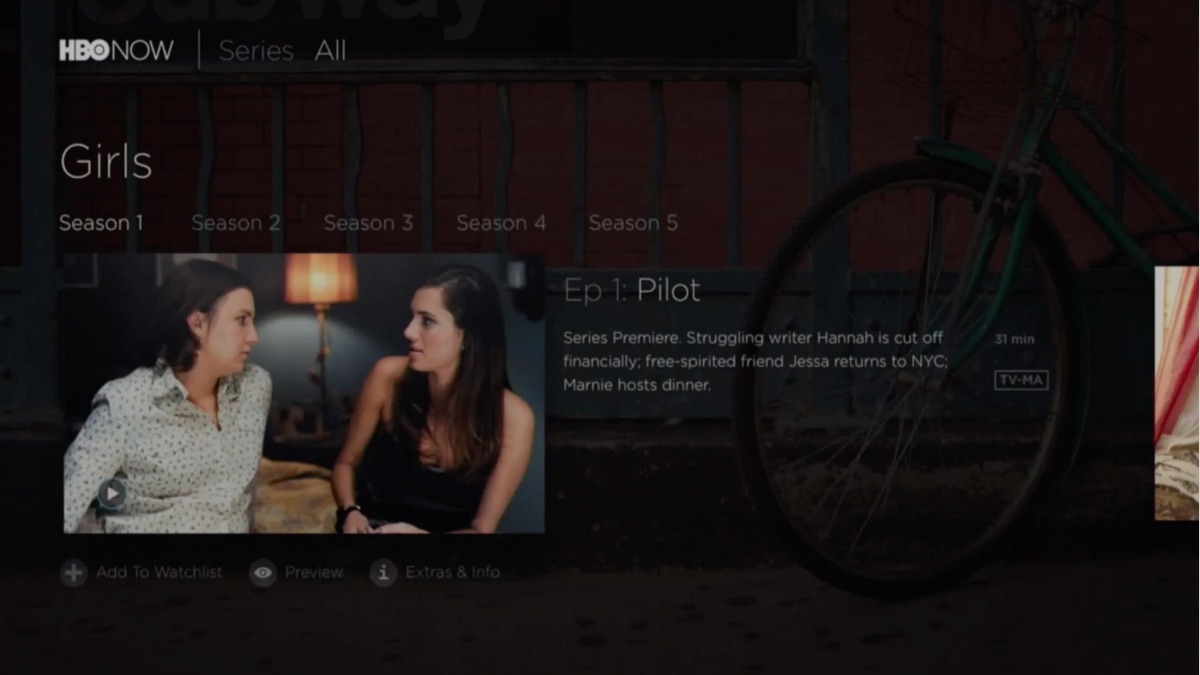 Subway
HBO NOW | Series All
Girls
Season 1 Season 2 Season 3 Season 4 Season 5
Ep 1: Pilot
Series Premiere. Struggling writer Hannah is cut off
financially; free-spirited friend Jessa returns to NYC;
Marnie hosts dinner.
31 min
TV-MA
Add To Watchlist Preview Extras & Info